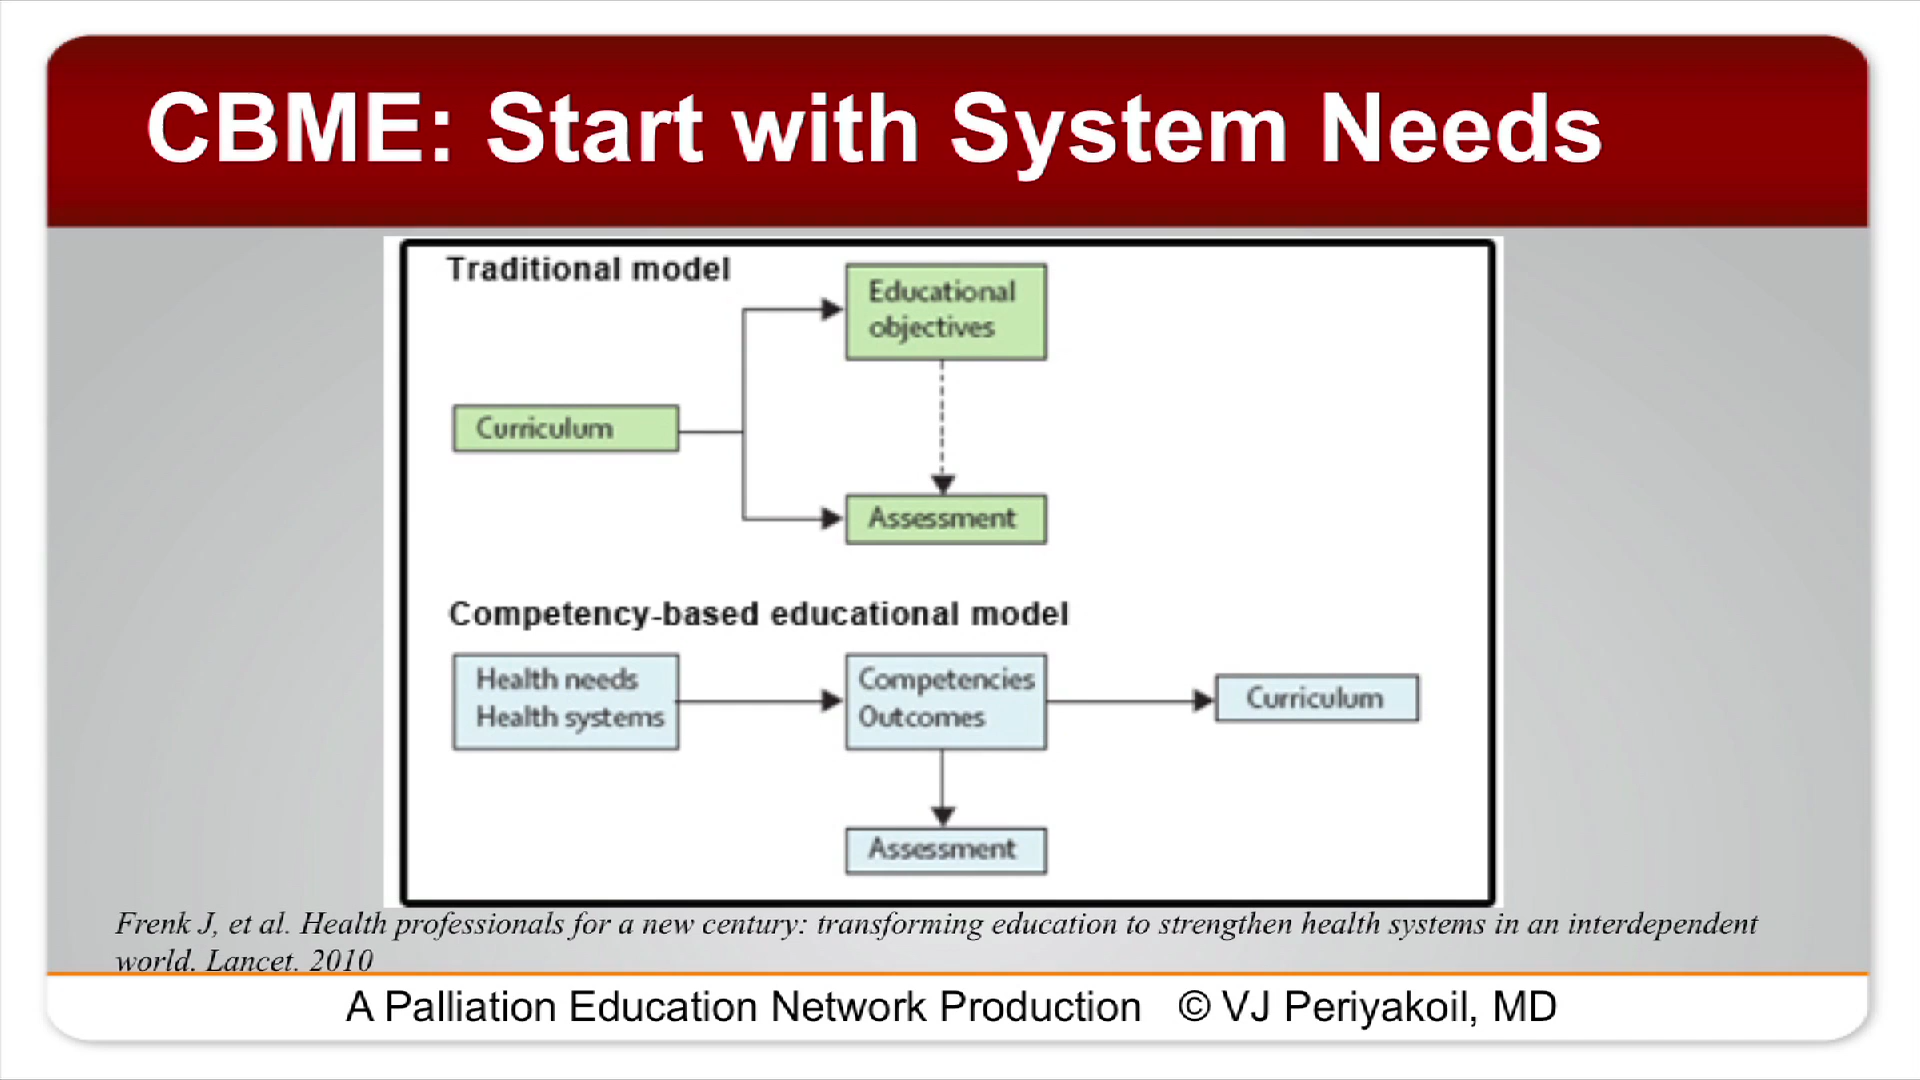 CBME: Start with System Needs
Traditional model
Educational
objectives
Curriculum
Assessment
Competency-based educational model
Health needs
Health systems
Competencies
Outcomes
Curriculum
Assessment
Frenk J, et al. Health professionals for a new century: transforming education to strengthen health systems in an interdependent
world. Lancet. 2010
A Palliation Education Network Production © VJ Periyakoil, MD